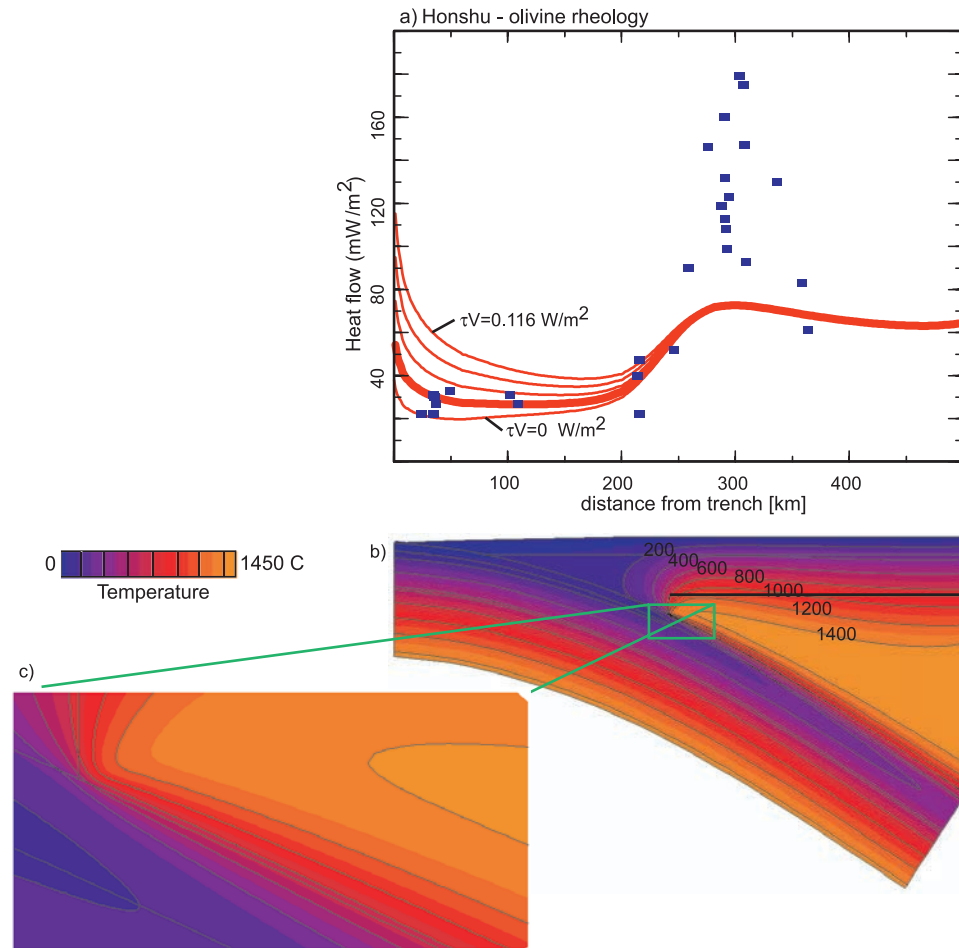 a) Honshu - olivine rheology
160
120
80
40
Heat flow (mW/m²)
τV=0.116 W/m²
τV=0 W/m²
100
200
300
400
distance from trench [km]
0
1450 C
Temperature
b)
200
400
600
800
1000
1200
1400
c)